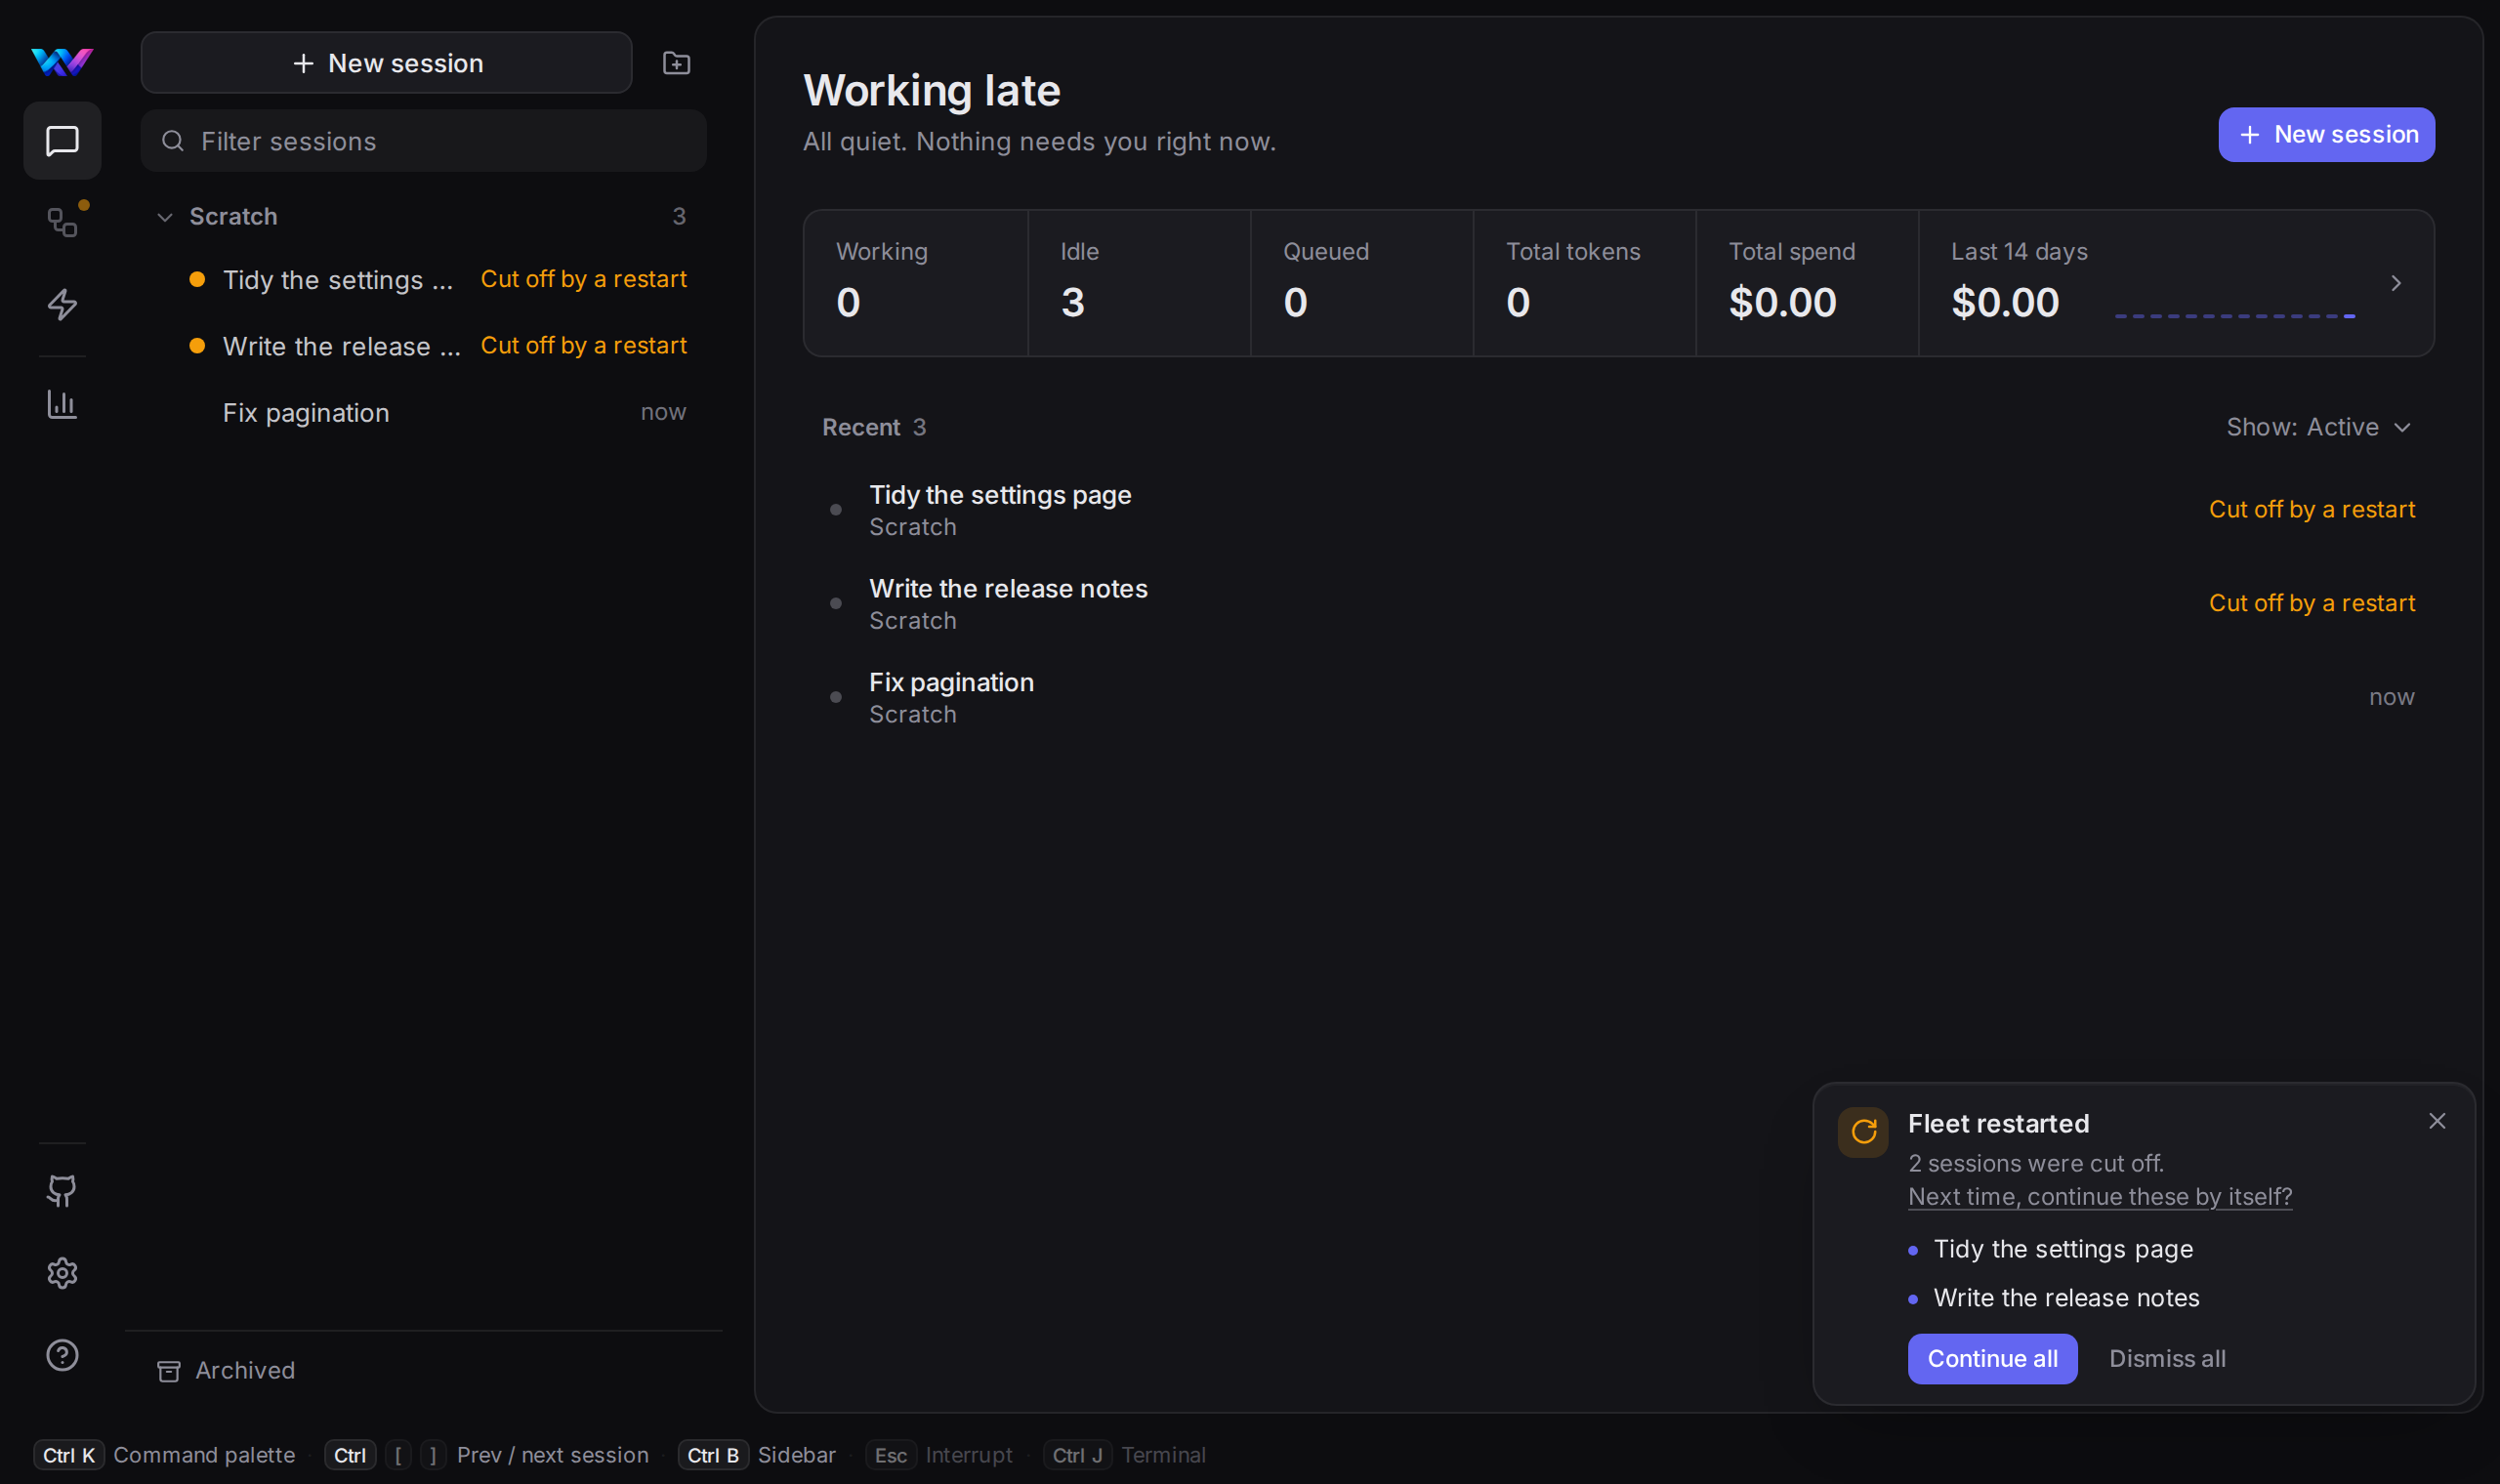 New session
Filter sessions
Scratch 3
Tidy the settings ... Cut off by a restart
Write the release ... Cut off by a restart
Fix pagination now
Archived
Working late
All quiet. Nothing needs you right now.
New session
Working
0
Idle
3
Queued
0
Total tokens
0
Total spend
$0.00
Last 14 days
$0.00
Recent 3
Show: Active
Tidy the settings page
Scratch
Cut off by a restart
Write the release notes
Scratch
Cut off by a restart
Fix pagination
Scratch
now
Fleet restarted
2 sessions were cut off.
Next time, continue these by itself?
Tidy the settings page
Write the release notes
Continue all Dismiss all
Ctrl K Command palette · Ctrl [ ] Prev / next session · Ctrl B Sidebar · Esc Interrupt · Ctrl J Terminal